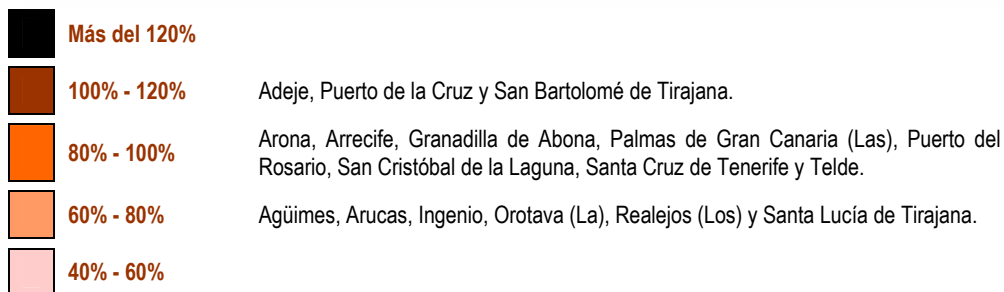 Más del 120%
100% - 120% Adeje, Puerto de la Cruz y San Bartolomé de Tirajana.
80% - 100% Arona, Arrecife, Granadilla de Abona, Palmas de Gran Canaria (Las), Puerto del
Rosario, San Cristóbal de la Laguna, Santa Cruz de Tenerife y Telde.
60% - 80% Agüimes, Arucas, Ingenio, Orotava (La), Realejos (Los) y Santa Lucía de Tirajana.
40% - 60%